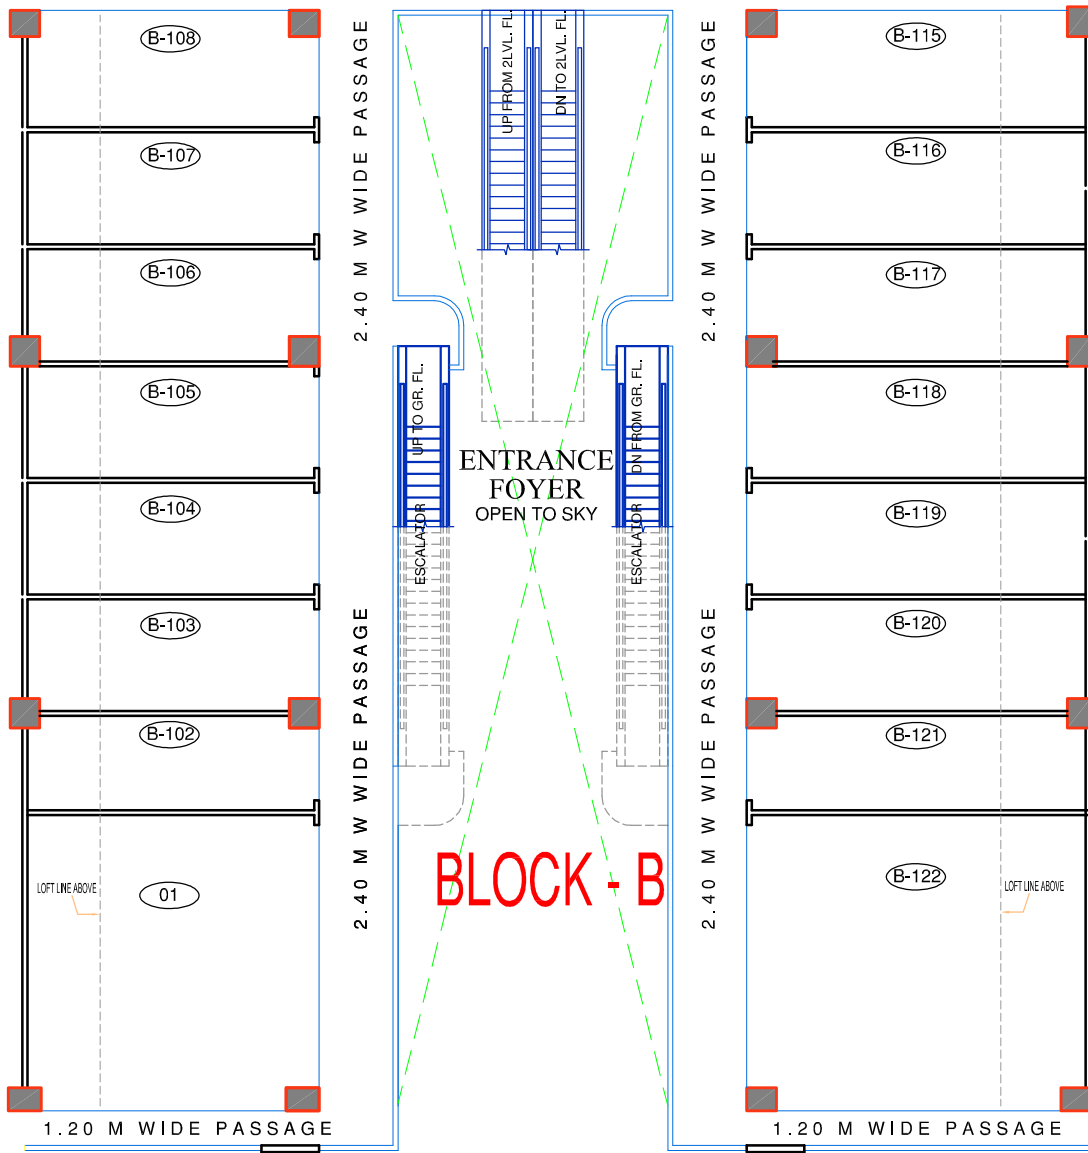 B-108
B-107
B-106
B-105
B-104
B-103
B-102
01
LOFT LINE ABOVE
1.20 M WIDE PASSAGE
2.40 M W WIDE PASSAGE
2.40 M W WIDE PASSAGE
UP FROM 2LVL. FL.
DN TO 2LVL. FL.
UP TO GR. FL.
ESCALATOR
ENTRANCE
FOYER
OPEN TO SKY
DN FROM GR. FL.
ESCALATOR
BLOCK - B
2.40 M W WIDE PASSAGE
2.40 M W WIDE PASSAGE
B-115
B-116
B-117
B-118
B-119
B-120
B-121
B-122
LOFT LINE ABOVE
1.20 M WIDE PASSAGE